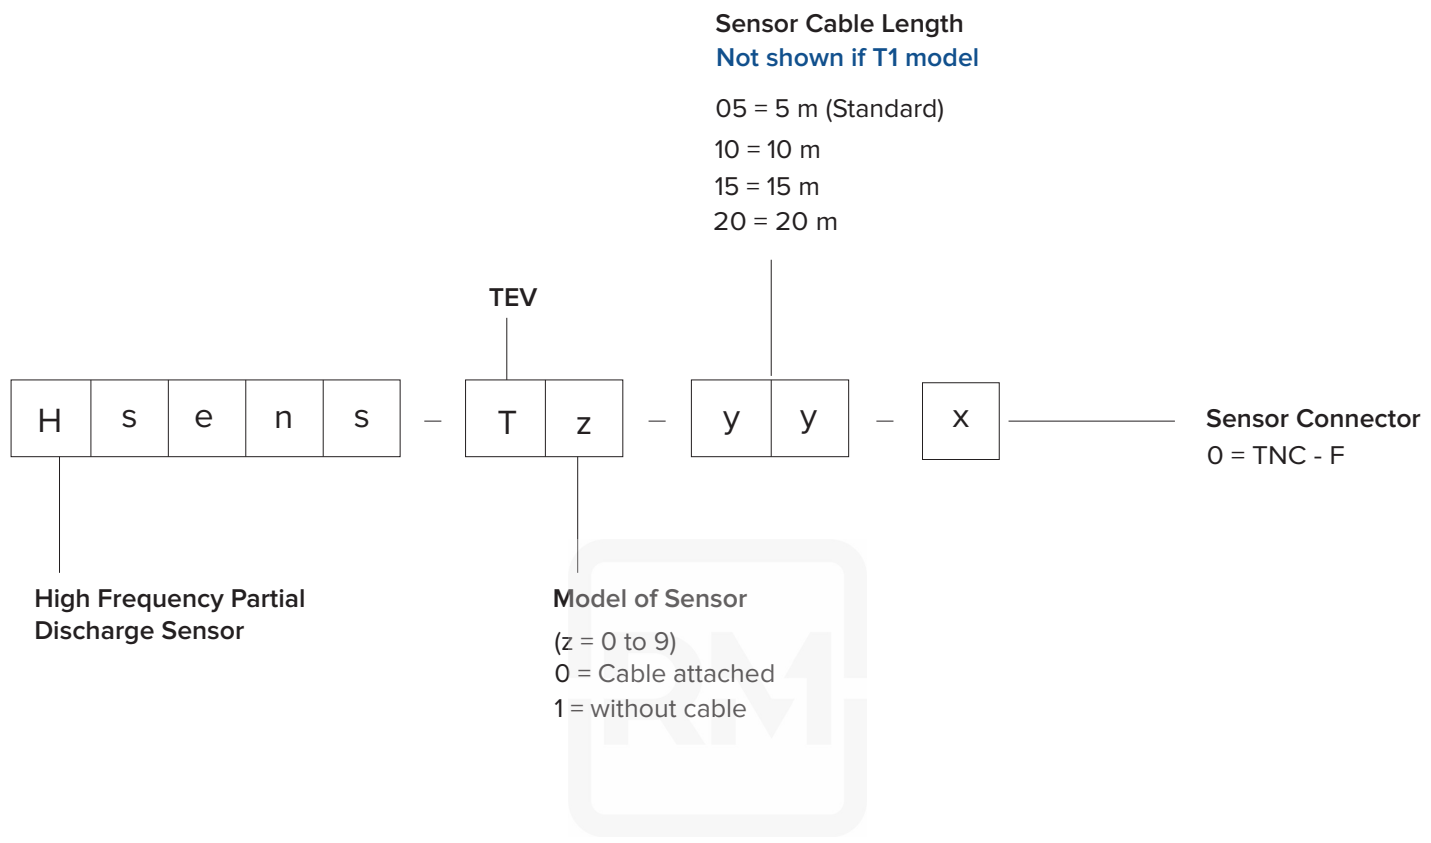 Sensor Cable Length
Not shown if T1 model
05 = 5 m (Standard)
10 = 10 m
15 = 15 m
20 = 20 m
TEV
H s e n s – T z – y y – x
Sensor Connector
0 = TNC - F
High Frequency Partial
Discharge Sensor
Model of Sensor
(z = 0 to 9)
0 = Cable attached
1 = without cable
RM